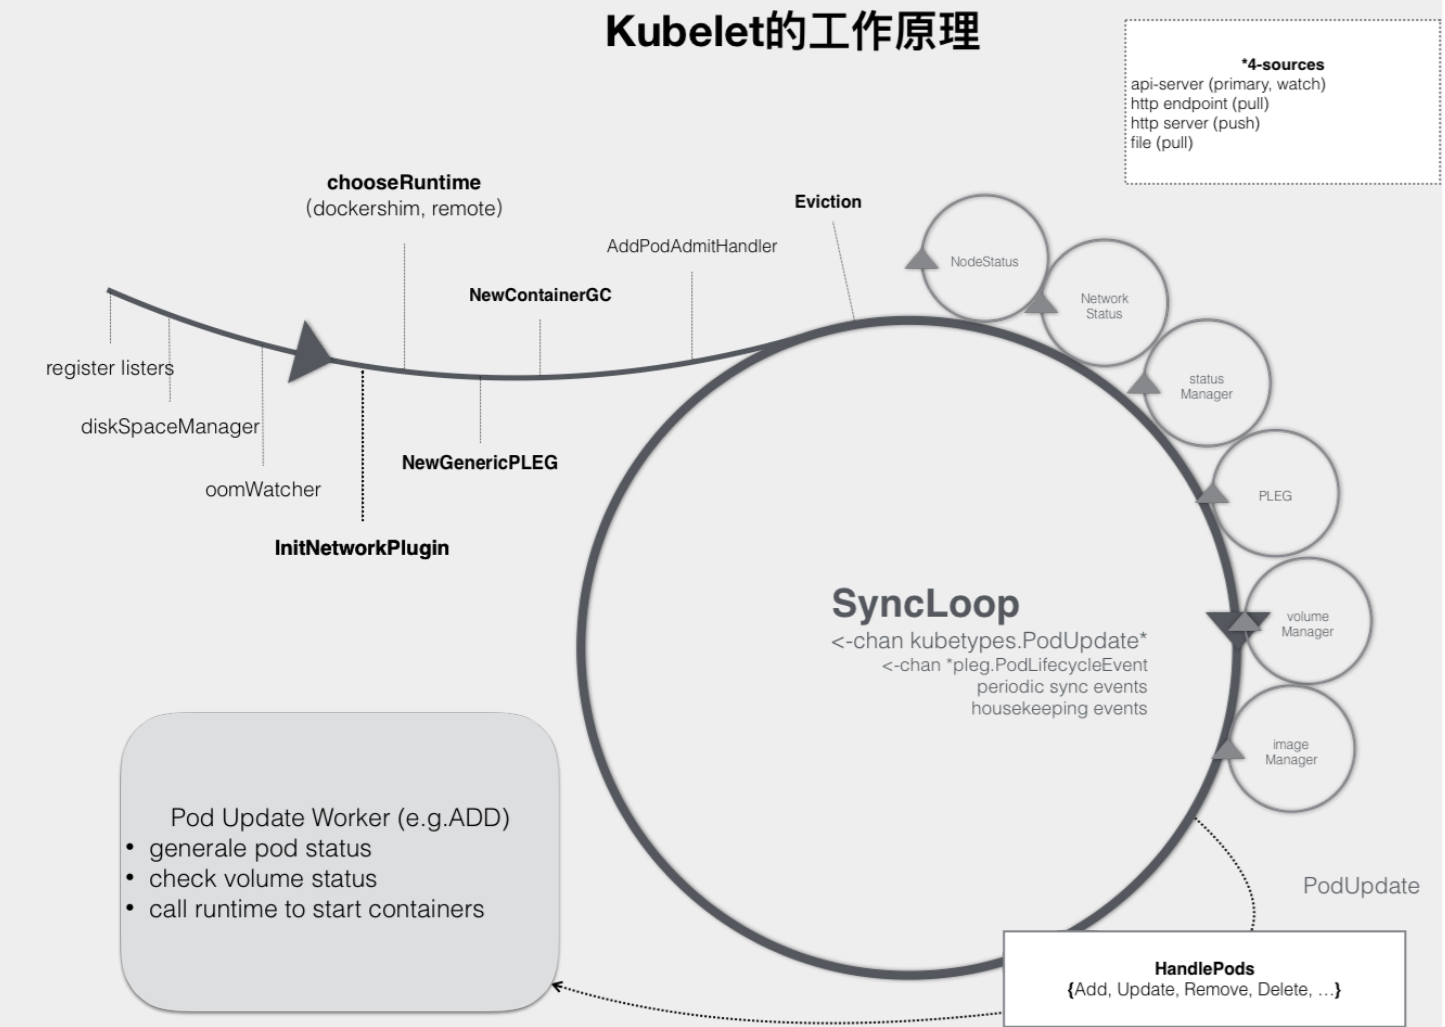 Kubelet的工作原理
*4-sources
api-server (primary, watch)
http endpoint (pull)
http server (push)
file (pull)
chooseRuntime
(dockershim, remote)
Eviction
AddPodAdmitHandler
NewContainerGC
register listers
diskSpaceManager
oomWatcher
NewGenericPLEG
InitNetworkPlugin
NodeStatus
Network
Status
status
Manager
PLEG
volume
Manager
image
Manager
SyncLoop
<-chan kubetypes.PodUpdate*
<-chan *pleg.PodLifecycleEvent
periodic sync events
housekeeping events
Pod Update Worker (e.g.ADD)
• generale pod status
• check volume status
• call runtime to start containers
PodUpdate
HandlePods
{Add, Update, Remove, Delete, ...}